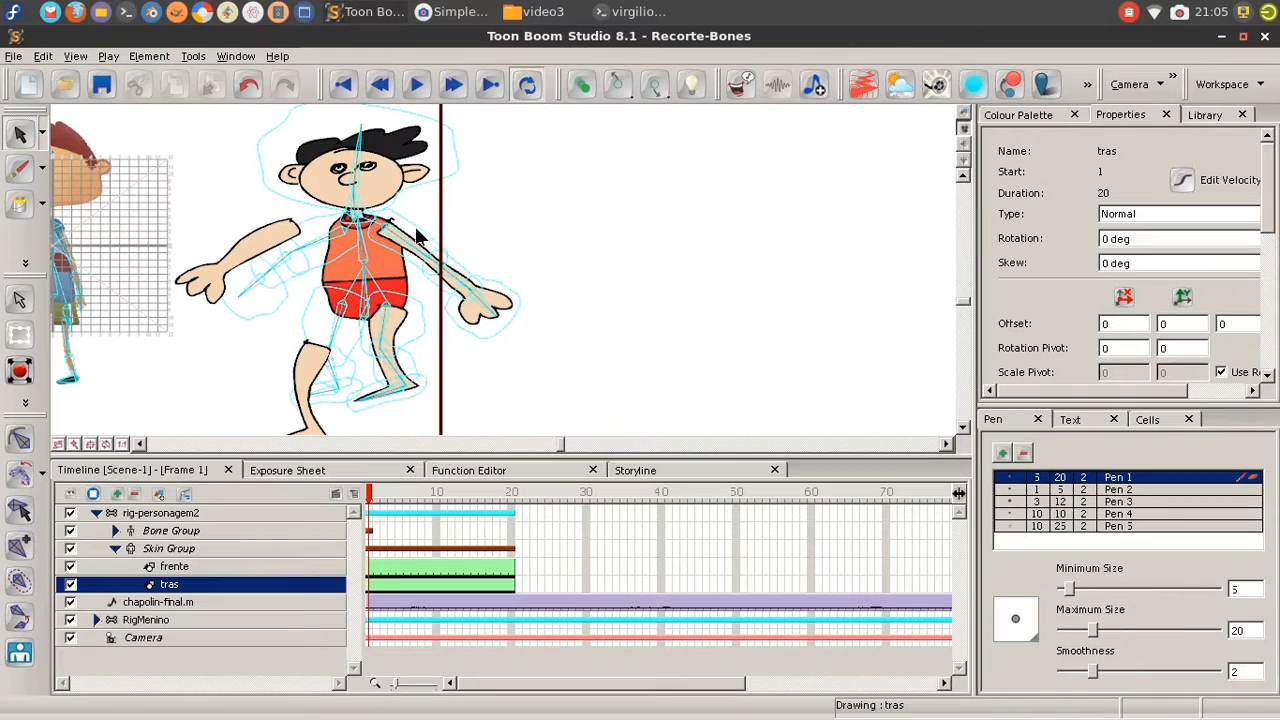 Toon Bo... Simple... video3 virgilio... 21:05
Toon Boom Studio 8.1 - Recorte-Bones
File Edit View Play Element Tools Window Help
Camera Workspace
Colour Palette Properties Library
Name: tras
Start: 1
Duration: 20 Edit Velocity
Type: Normal
Rotation: 0 deg
Skew: 0 deg
Offset: 0 0 0
Rotation Pivot: 0 0
Scale Pivot: 0 0
Pen Text Cells
5 20 2 Pen 1
1 5 2 Pen 2
3 12 2 Pen 3
10 10 2 Pen 4
10 25 2 Pen 5
Minimum Size
5
Maximum Size
20
Smoothness
2
Timeline [Scene-1] - [Frame 1] Exposure Sheet Function Editor Storyline
10 20 30 40 50 60 70
rig-personagem2
Bone Group
Skin Group
frente
tras
chapolin-final.m
RigMenino
Camera
Drawing : tras